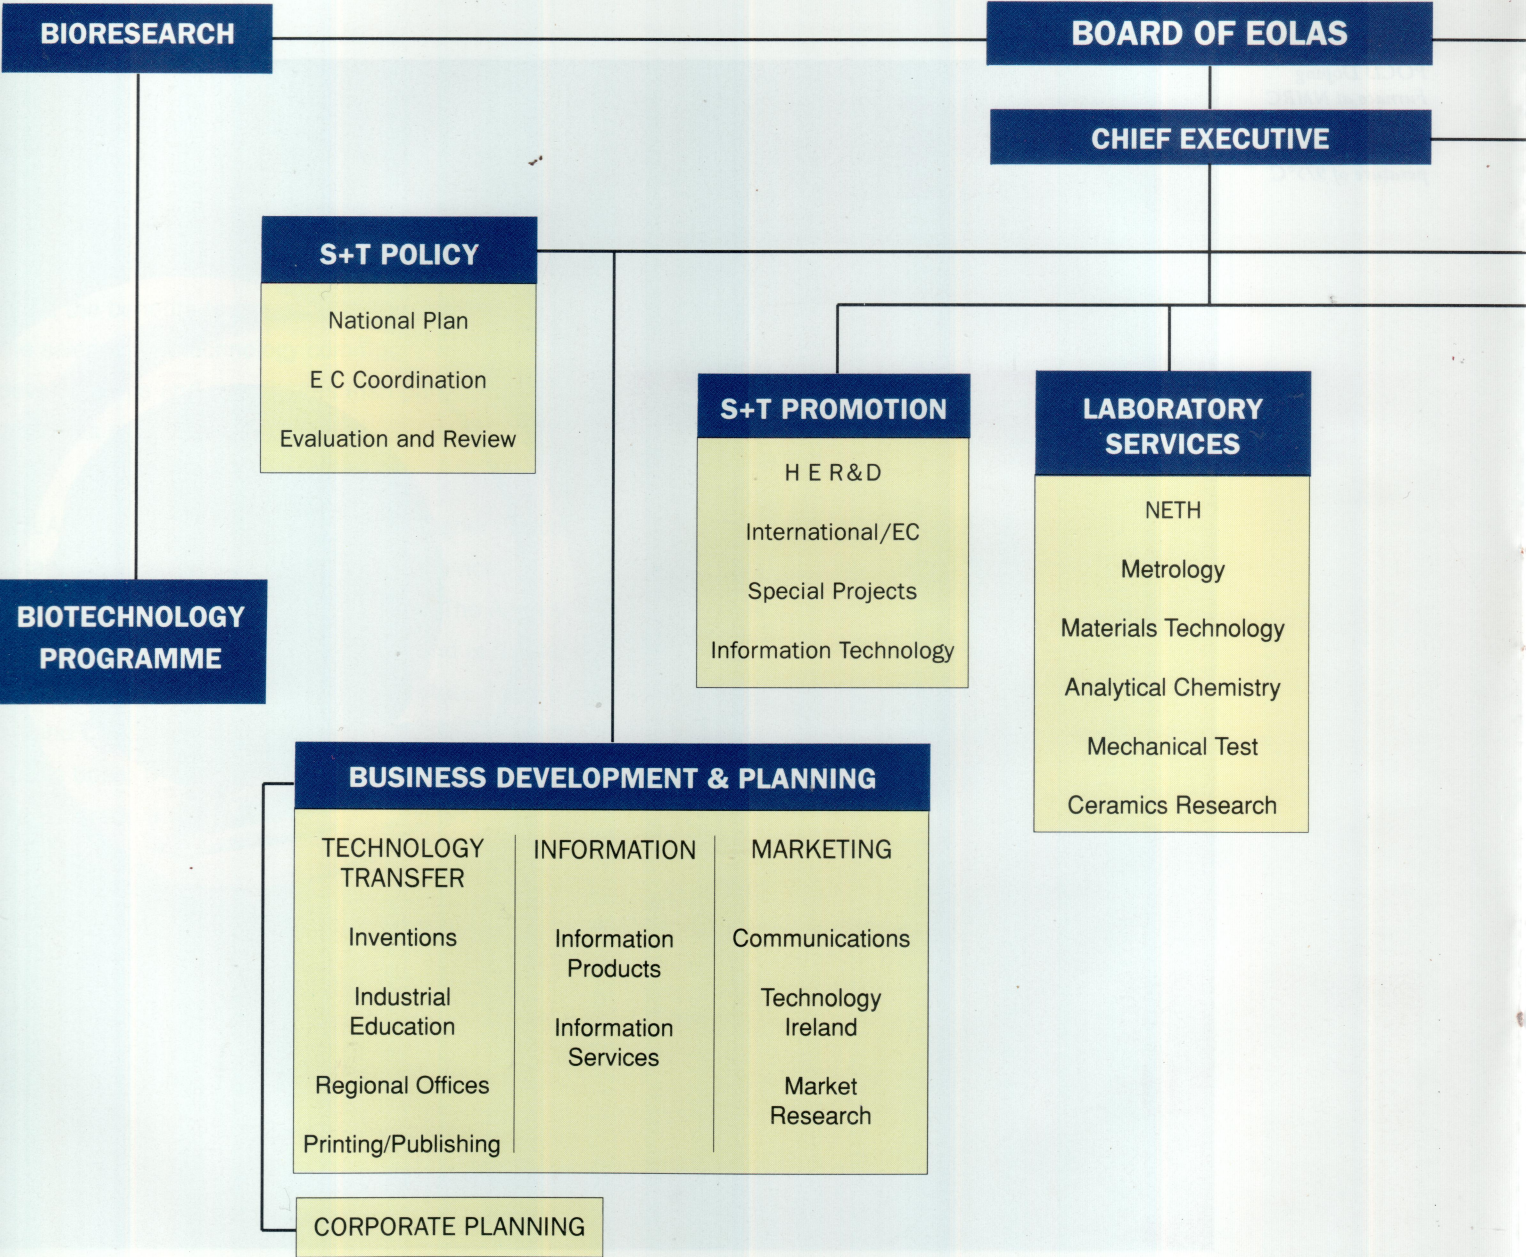 BIORESEARCH
BOARD OF EOLAS
CHIEF EXECUTIVE
S+T POLICY
National Plan
E C Coordination
Evaluation and Review
S+T PROMOTION
H E R&D
International/EC
Special Projects
Information Technology
LABORATORY
SERVICES
NETH
Metrology
Materials Technology
Analytical Chemistry
Mechanical Test
Ceramics Research
BIOTECHNOLOGY
PROGRAMME
BUSINESS DEVELOPMENT & PLANNING
TECHNOLOGY
TRANSFER
Inventions
Industrial
Education
Regional Offices
Printing/Publishing
INFORMATION
Information
Products
Information
Services
MARKETING
Communications
Technology
Ireland
Market
Research
CORPORATE PLANNING